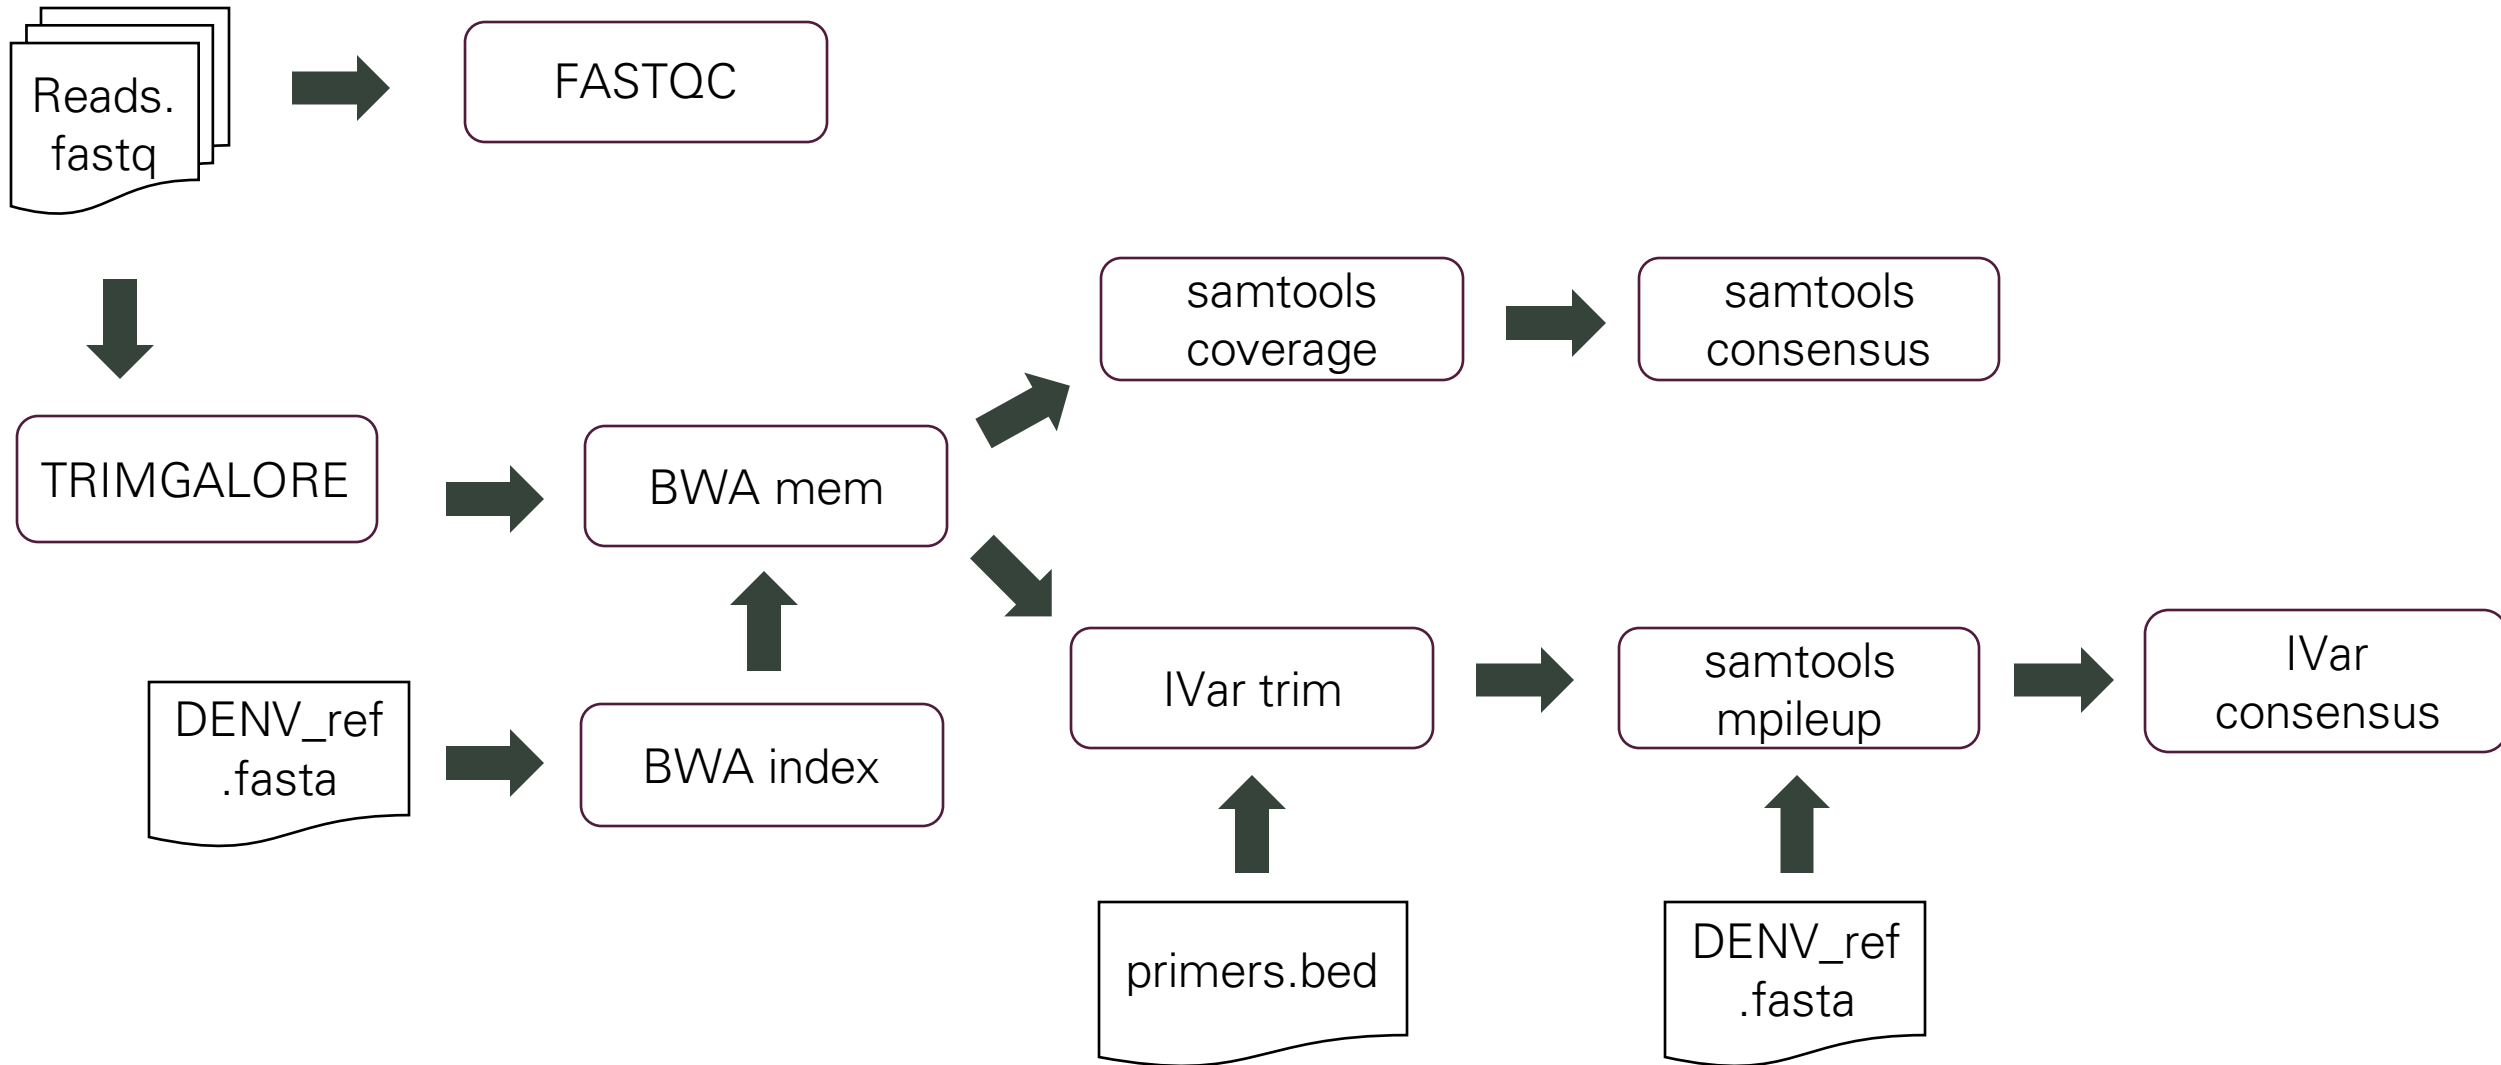 Reads.
fastq
FASTQC
samtools
coverage
samtools
consensus
TRIMGALORE
BWA mem
DENV_ref
.fasta
BWA index
IVar trim
samtools
mpileup
IVar
consensus
primers.bed
DENV_ref
.fasta